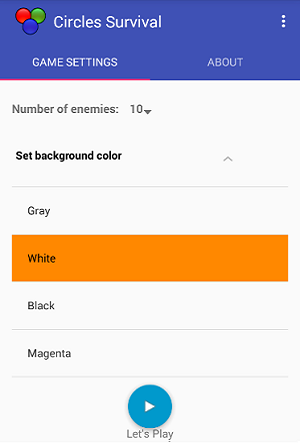 Circles Survival
GAME SETTINGS ABOUT
Number of enemies: 10
Set background color
Gray
White
Black
Magenta
Let's Play